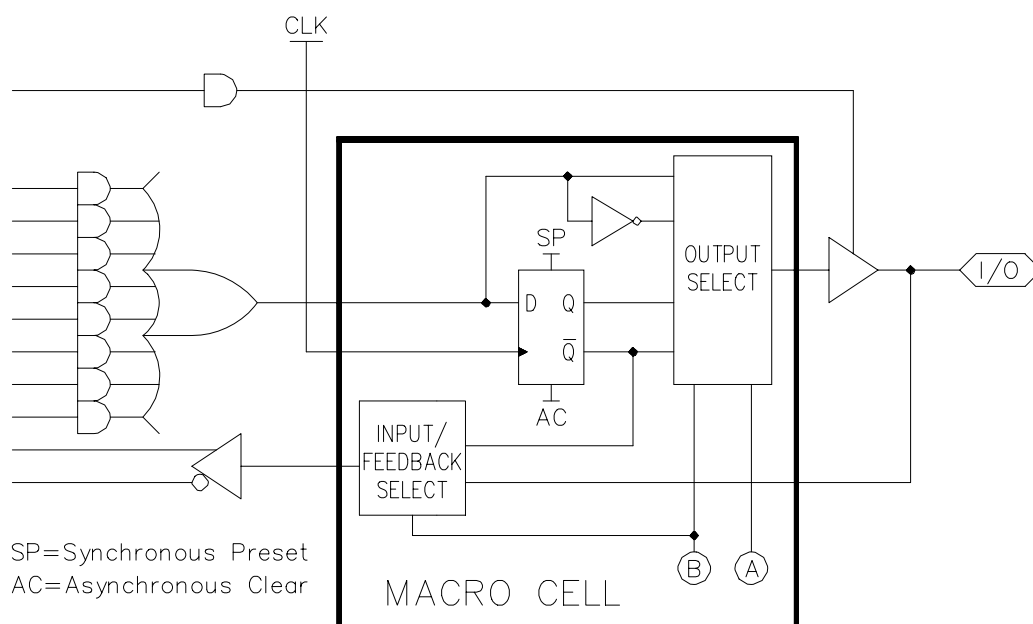 CLK
SP
OUTPUT
SELECT
I/O
D Q
Q̅
AC
INPUT/
FEEDBACK
SELECT
SP=Synchronous Preset
AC=Asynchronous Clear
B A
MACRO CELL